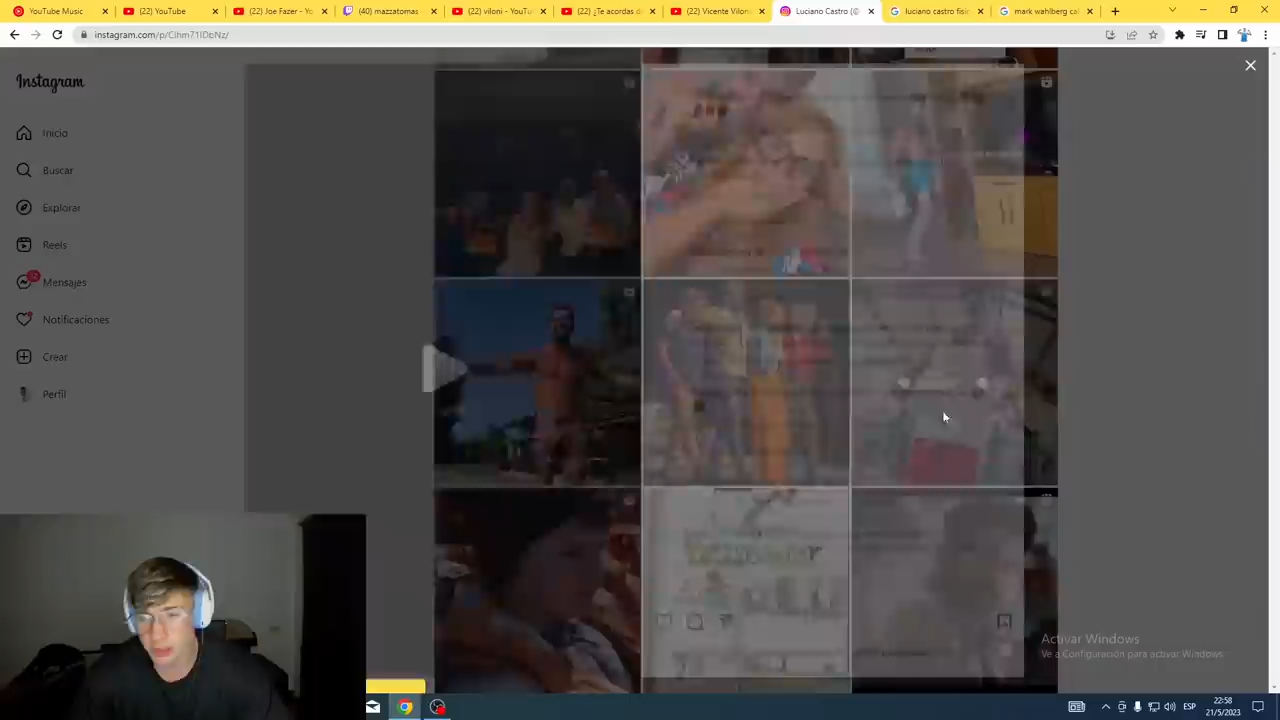 (22) YouTube Music
(22) YouTube
(22) Joe Fazer - Yo
(40) mazzatomas
(22) viloni - YouTu
(22) ¿Te acordas d
(22) Vicente Vilon
Luciano Castro (@
luciano castro fisi
mark wahlberg cal
instagram.com/p/
Instagram
Inicio
Buscar
Explorar
Reels
Mensajes
Notificaciones
Crear
Perfil
Activar Windows
Ve a Configuración para activar Windows.
ESP
22:58
21/5/2023